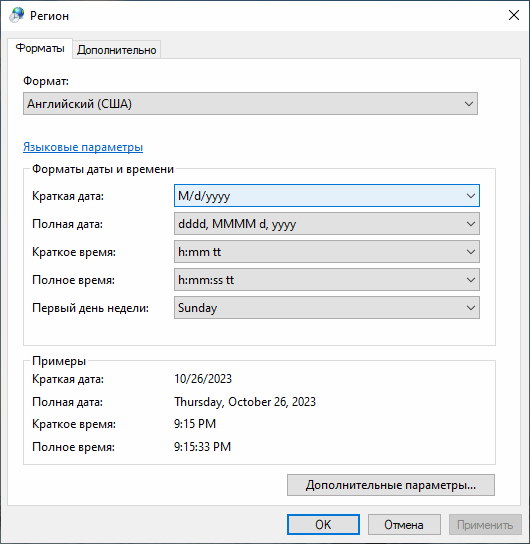 Регион
Форматы
Дополнительно
Формат:
Английский (США)
Языковые параметры
Форматы даты и времени
Краткая дата: M/d/yyyy
Полная дата: dddd, MMMM d, yyyy
Краткое время: h:mm tt
Полное время: h:mm:ss tt
Первый день недели: Sunday
Примеры
Краткая дата: 10/26/2023
Полная дата: Thursday, October 26, 2023
Краткое время: 9:15 PM
Полное время: 9:15:33 PM
Дополнительные параметры...
OK Отмена Применить